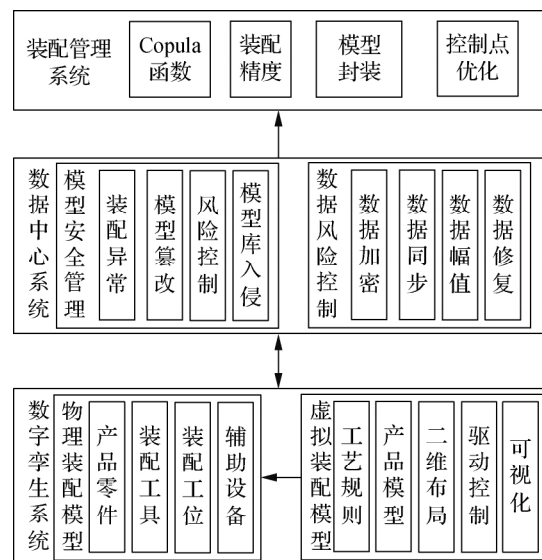 装配管理
系统
Copula
函数
装配
精度
模型
封装
控制点
优化
数据中心系统
模型安全管理
装配异常
模型篡改
风险控制
模型库入侵
数据风险控制
数据加密
数据同步
数据幅值
数据修复
数字孪生系统
物理装配模型
产品零件
装配工具
装配工位
辅助设备
虚拟装配模型
工艺规则
产品模型
二维布局
驱动控制
可视化